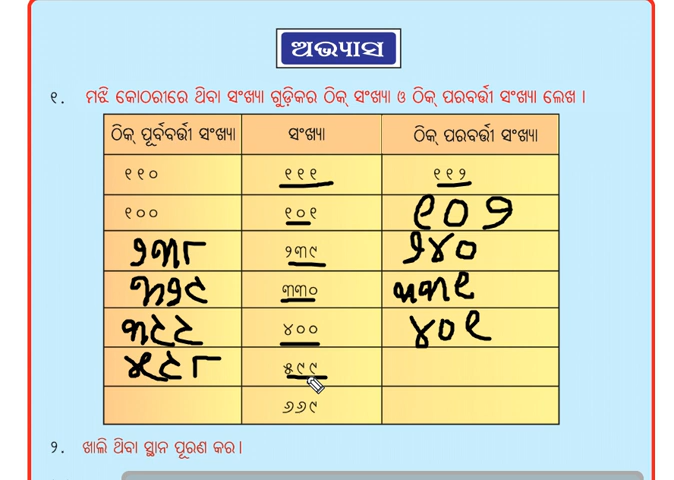 ଅଭ୍ୟାସ
୧. ମଝି କୋଠରୀରେ ଥିବା ସଂଖ୍ୟା ଗୁଡ଼ିକର ଠିକ୍ ସଂଖ୍ୟା ଓ ଠିକ୍ ପରବର୍ତ୍ତୀ ସଂଖ୍ୟା ଲେଖ ।
ଠିକ୍ ପୂର୍ବବର୍ତ୍ତୀ ସଂଖ୍ୟା ସଂଖ୍ୟା ଠିକ୍ ପରବର୍ତ୍ତୀ ସଂଖ୍ୟା
୧୧୦ ୧୧୧ ୧୧୨
୧୦୦ ୧୦୧ ୧୦୨
୨୩୮ ୨୩୯ ୨୪୦
୩୨୯ ୩୩୦ ୩୩୧
୩୯୯ ୪୦୦ ୪୦୧
୫୯୮ ୫୯୯
୬୬୯
୨. ଖାଲି ଥିବା ସ୍ଥାନ ପୂରଣ କର।